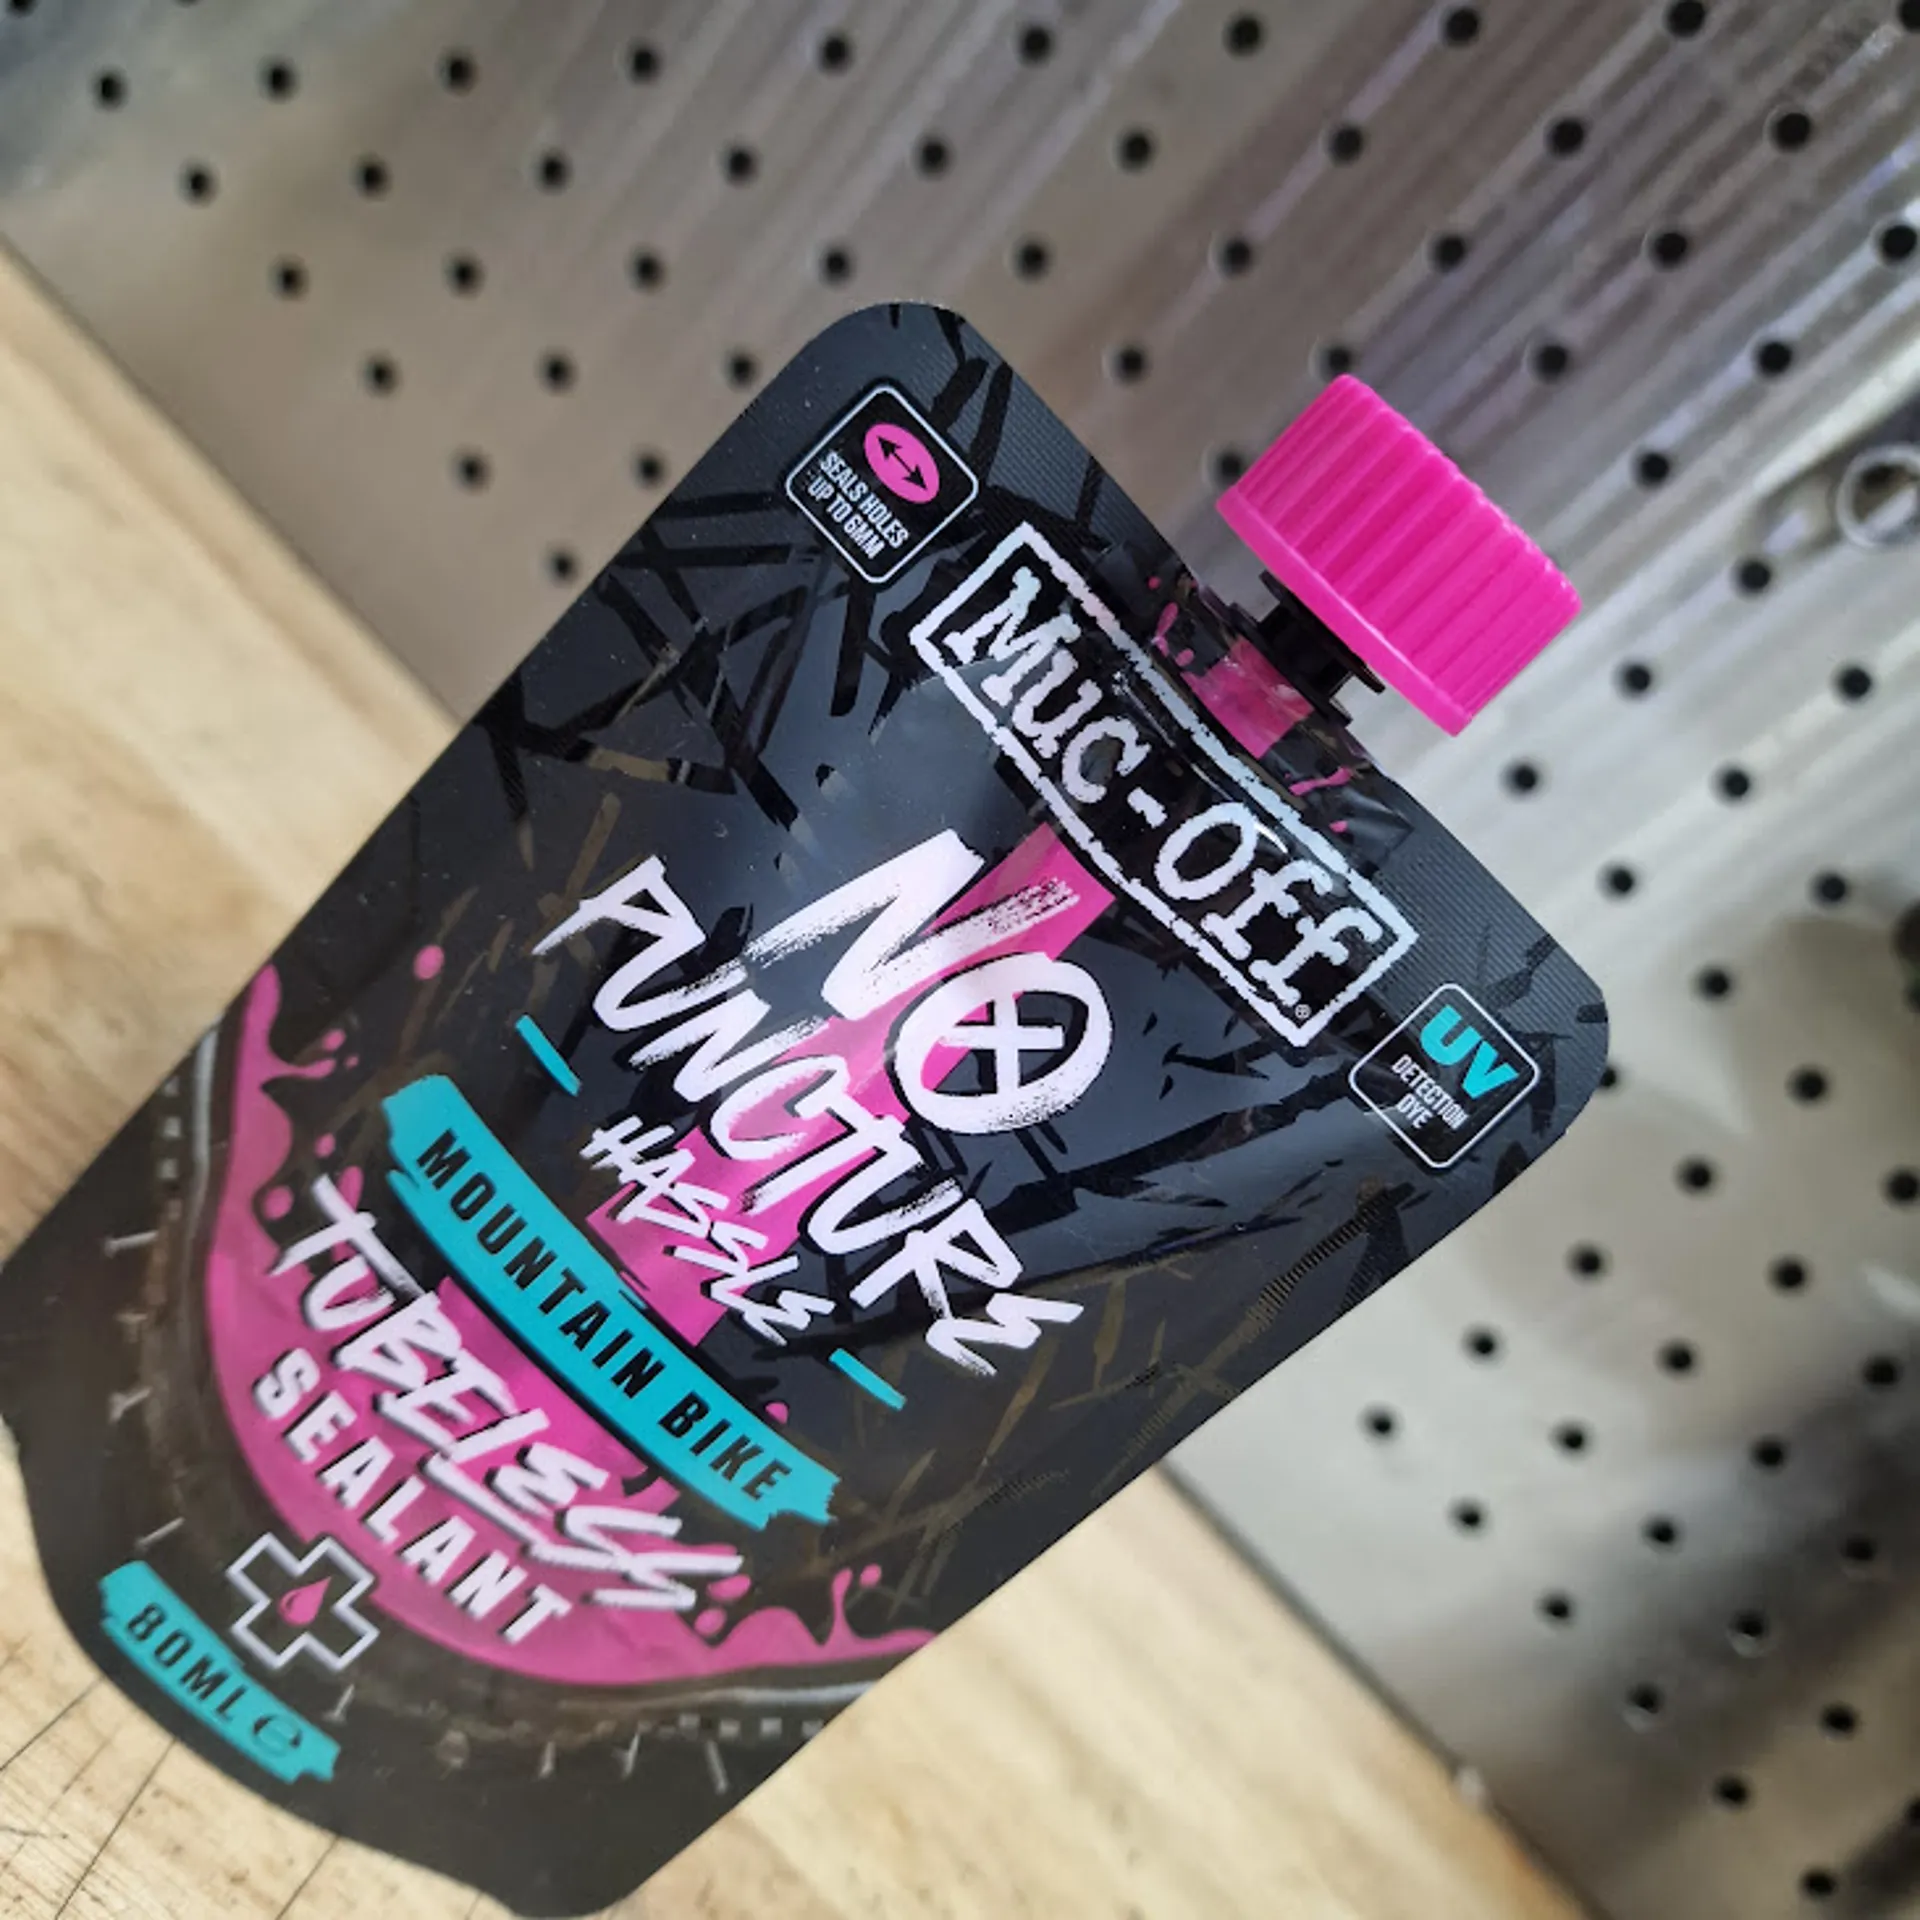 SEALS HOLES
UP TO 6MM
Muc-Off®
UV
DETECTION
DYE
NO
PUNCTURE
HASSLE
MOUNTAIN BIKE
TUBELESS
SEALANT
80ML ℮